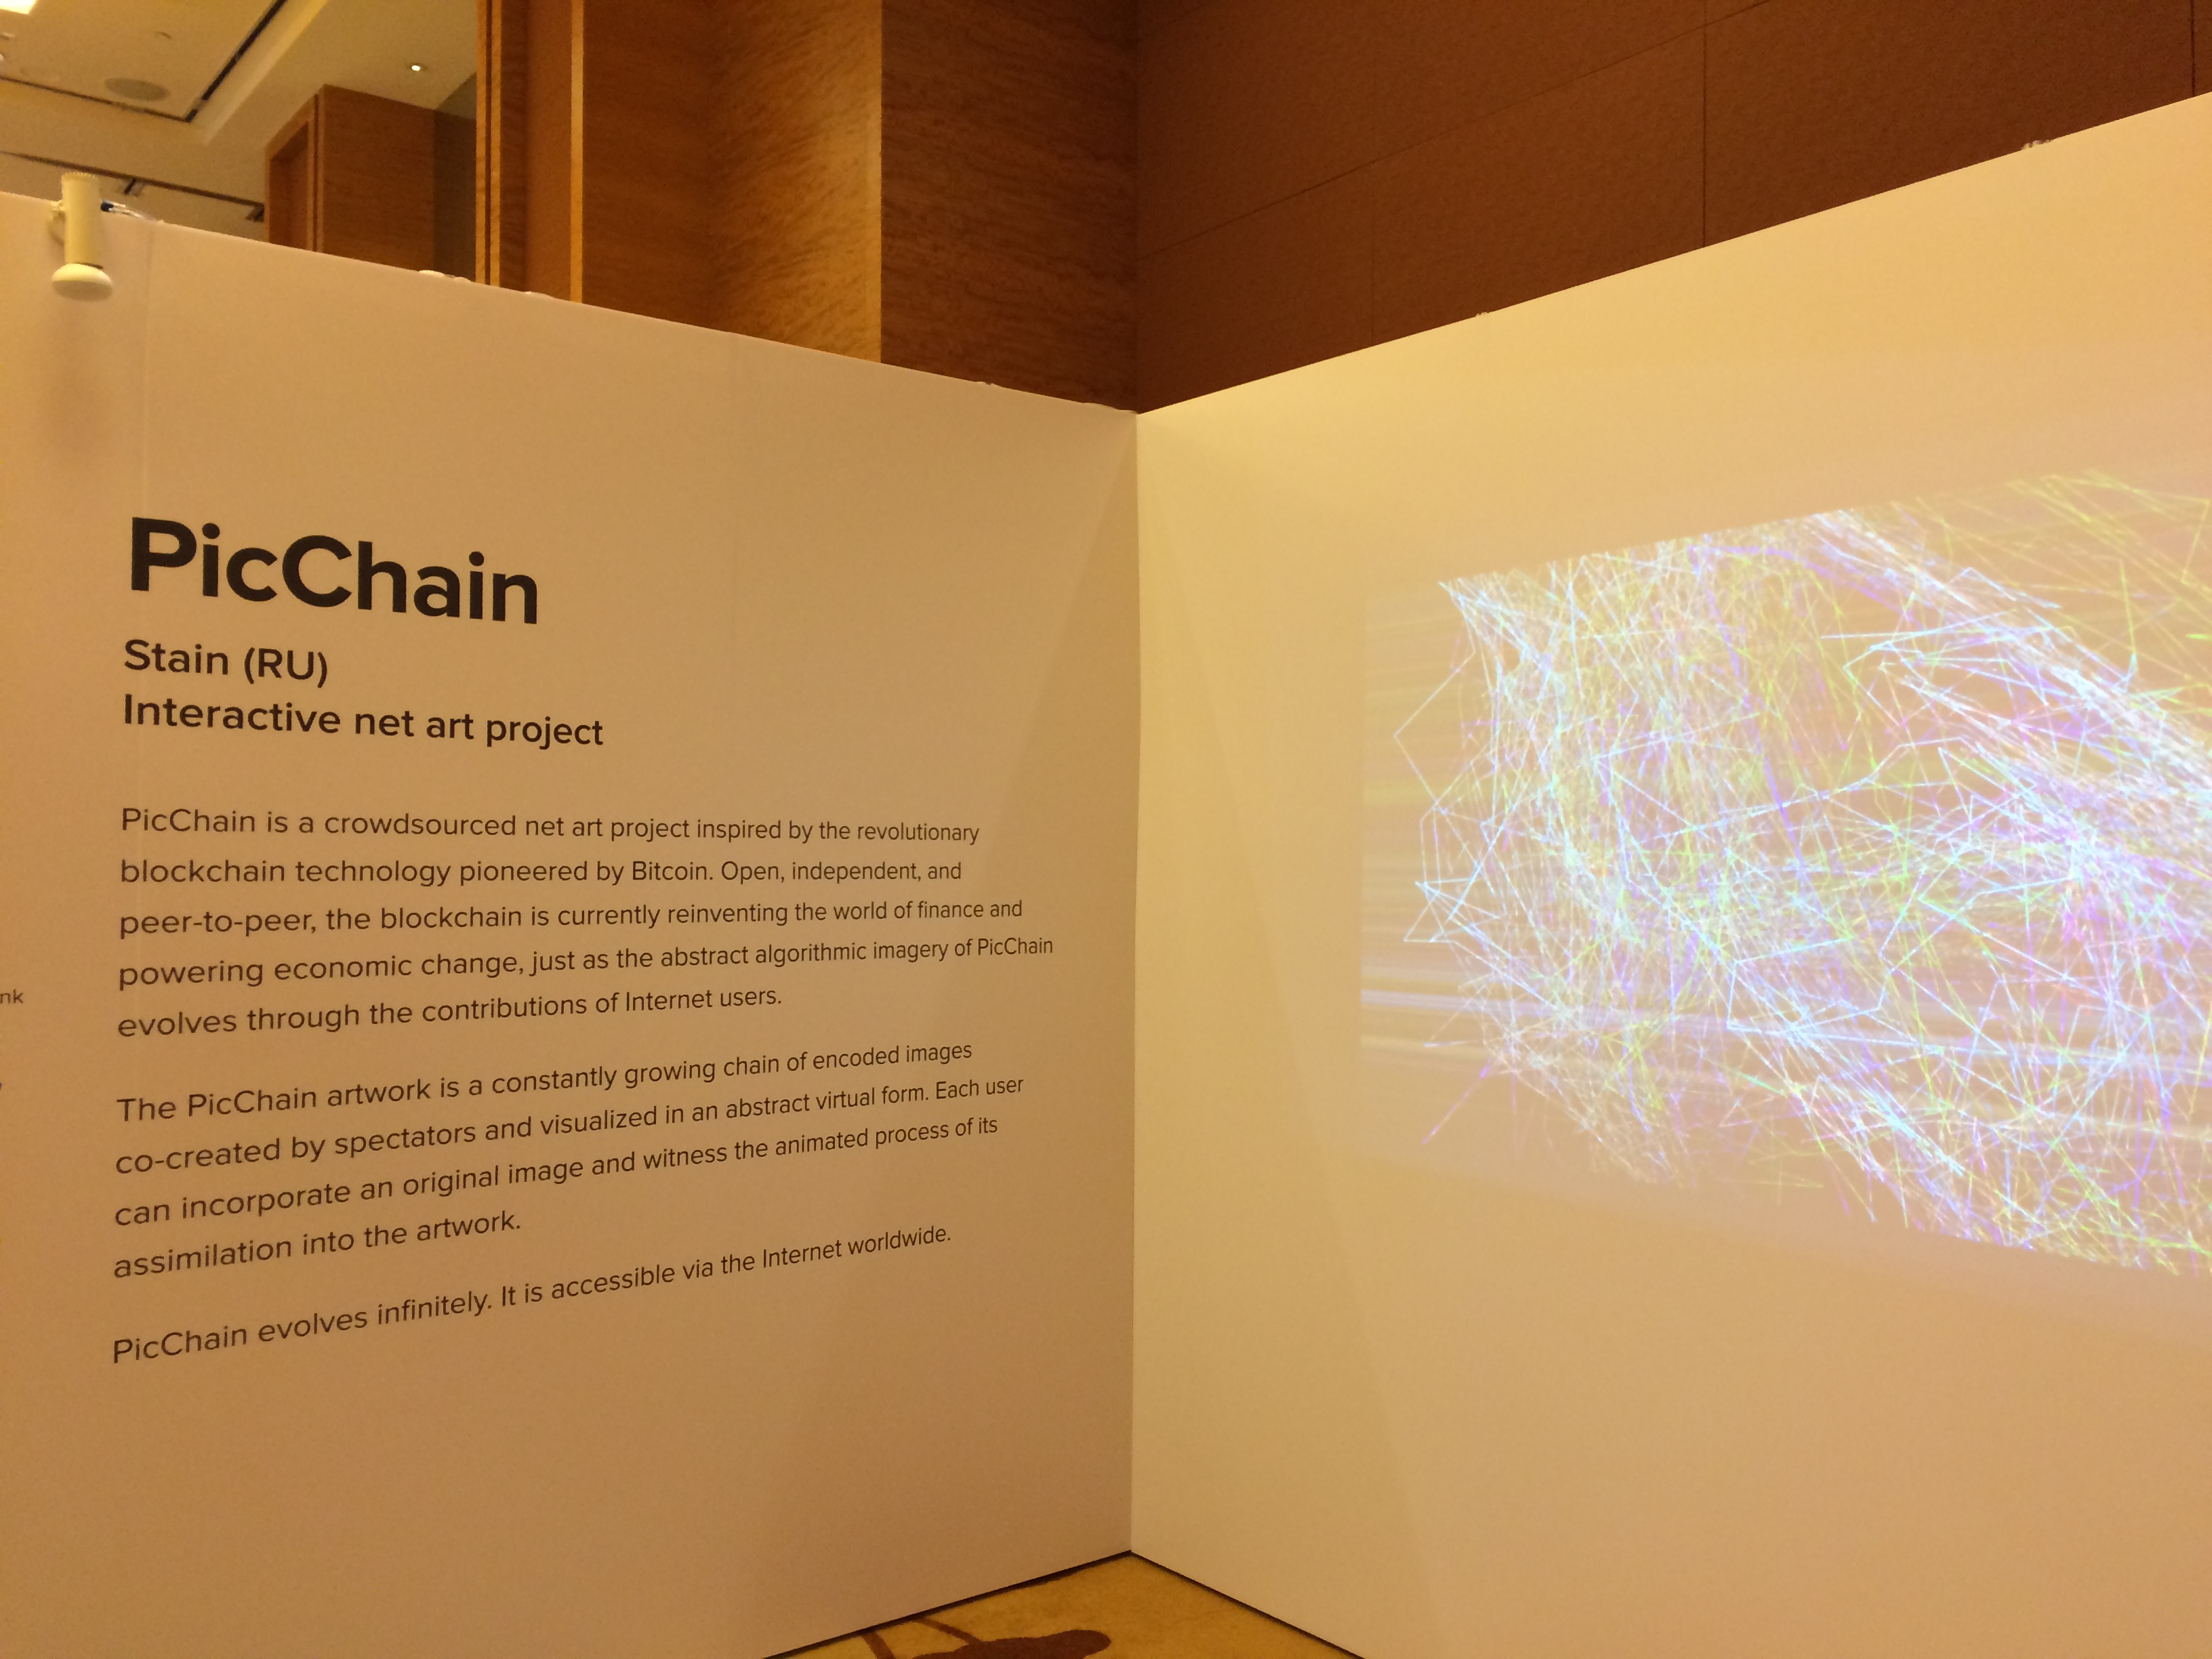 PicChain
Stain (RU)
Interactive net art project
PicChain is a crowdsourced net art project inspired by the revolutionary
blockchain technology pioneered by Bitcoin. Open, independent, and
peer-to-peer, the blockchain is currently reinventing the world of finance and
powering economic change, just as the abstract algorithmic imagery of PicChain
evolves through the contributions of Internet users.
The PicChain artwork is a constantly growing chain of encoded images
co-created by spectators and visualized in an abstract virtual form. Each user
can incorporate an original image and witness the animated process of its
assimilation into the artwork.
PicChain evolves infinitely. It is accessible via the Internet worldwide.
nk